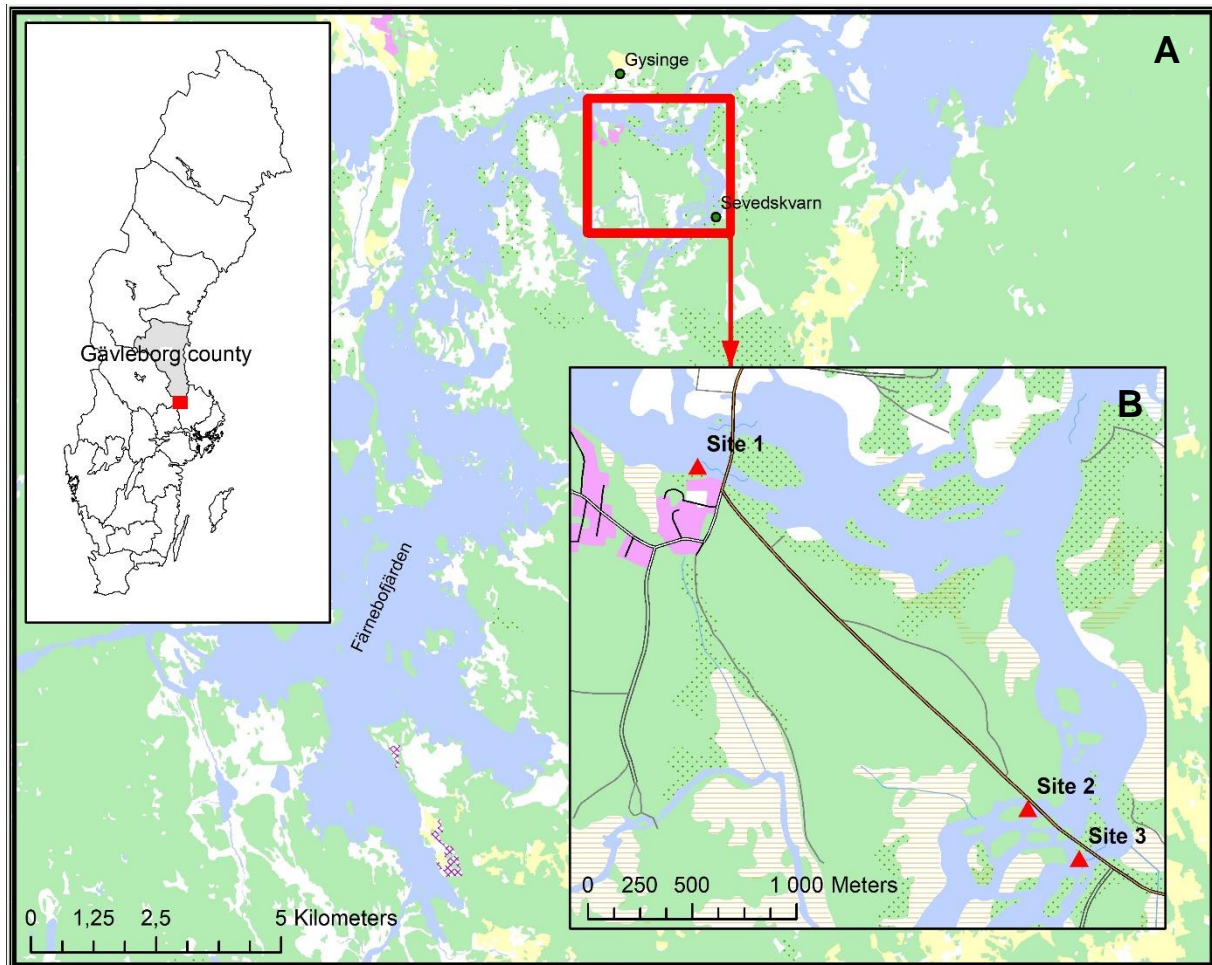 A
Gysinge
Sevedskvarn
Gävleborg county
Färnebofjärden
B
Site 1
Site 2
Site 3
0 250 500 1 000 Meters
0 1,25 2,5 5 Kilometers